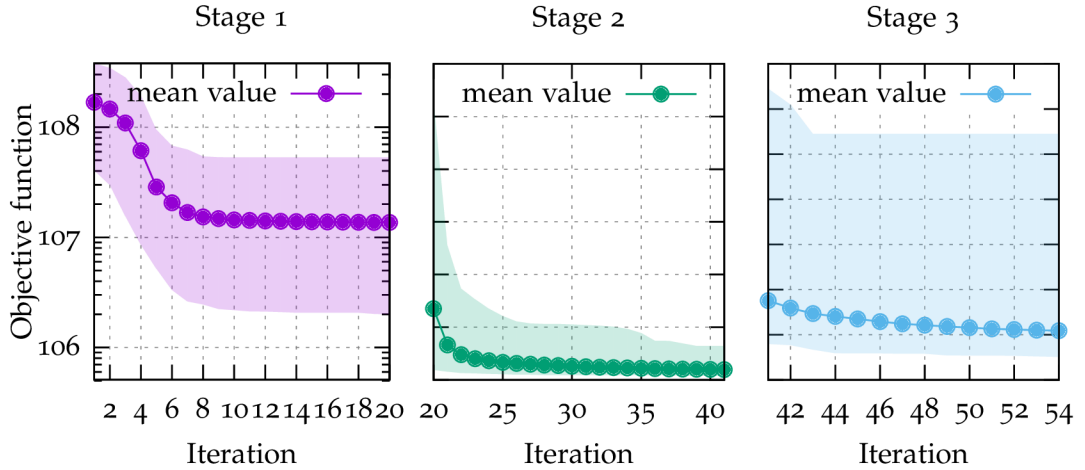 Stage 1
Stage 2
Stage 3
Objective function
mean value
mean value
mean value
108
107
106
2 4 6 8 10 12 14 16 18 20
20 25 30 35 40
42 44 46 48 50 52 54
Iteration
Iteration
Iteration